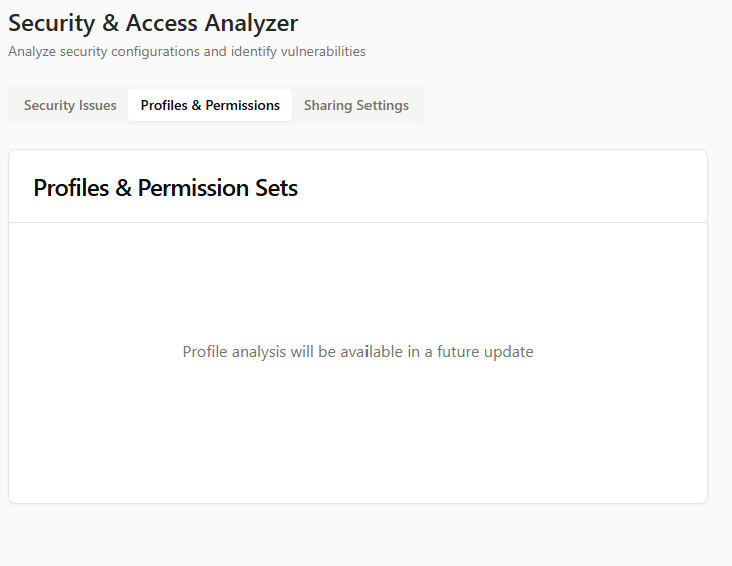 Security & Access Analyzer
Analyze security configurations and identify vulnerabilities
Security Issues
Profiles & Permissions
Sharing Settings
Profiles & Permission Sets
Profile analysis will be available in a future update